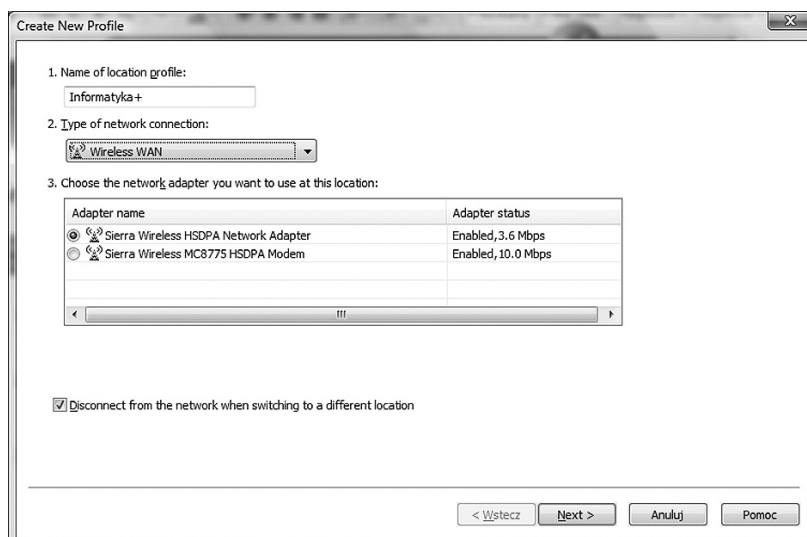 Create New Profile
1. Name of location profile:
Informatyka+
2. Type of network connection:
Wireless WAN
3. Choose the network adapter you want to use at this location:
Adapter name Adapter status
Sierra Wireless HSDPA Network Adapter Enabled,3.6 Mbps
Sierra Wireless MC8775 HSDPA Modem Enabled,10.0 Mbps
Disconnect from the network when switching to a different location
< Wstecz Next > Anuluj Pomoc